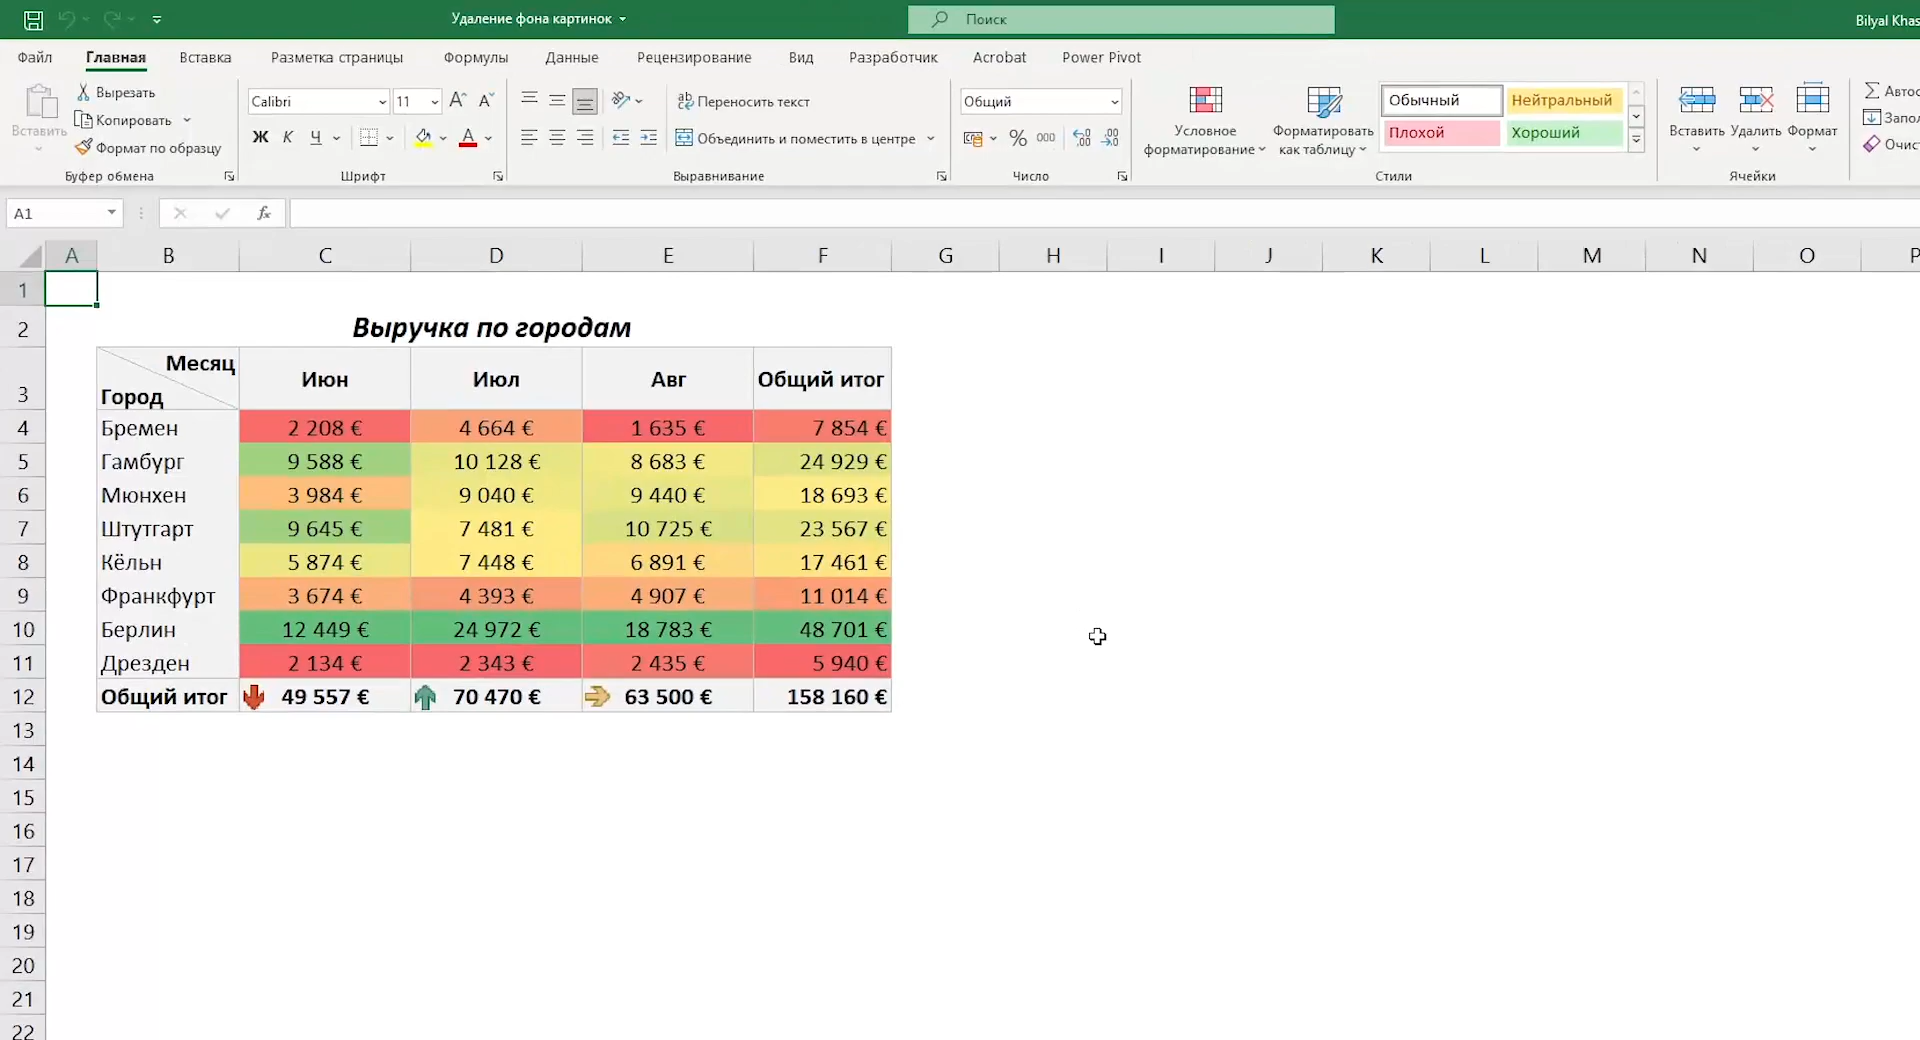 Удаление фона картинок
Поиск
Bilyal Khas
Файл Главная Вставка Разметка страницы Формулы Данные Рецензирование Вид Разработчик Acrobat Power Pivot
Вставить
Вырезать
Копировать
Формат по образцу
Буфер обмена
Calibri 11
Ж К Ч
Шрифт
Переносить текст
Объединить и поместить в центре
Выравнивание
Общий
% 000
Число
Условное форматирование
Форматировать как таблицу
Обычный Нейтральный
Плохой Хороший
Стили
Вставить Удалить Формат
Ячейки
Автос
Запол
Очис
A1 fx
A B C D E F G H I J K L M N O P
1
2 Выручка по городам
3 Месяц Город Июн Июл Авг Общий итог
4 Бремен 2 208 € 4 664 € 1 635 € 7 854 €
5 Гамбург 9 588 € 10 128 € 8 683 € 24 929 €
6 Мюнхен 3 984 € 9 040 € 9 440 € 18 693 €
7 Штутгарт 9 645 € 7 481 € 10 725 € 23 567 €
8 Кёльн 5 874 € 7 448 € 6 891 € 17 461 €
9 Франкфурт 3 674 € 4 393 € 4 907 € 11 014 €
10 Берлин 12 449 € 24 972 € 18 783 € 48 701 €
11 Дрезден 2 134 € 2 343 € 2 435 € 5 940 €
12 Общий итог 49 557 € 70 470 € 63 500 € 158 160 €
13
14
15
16
17
18
19
20
21
22